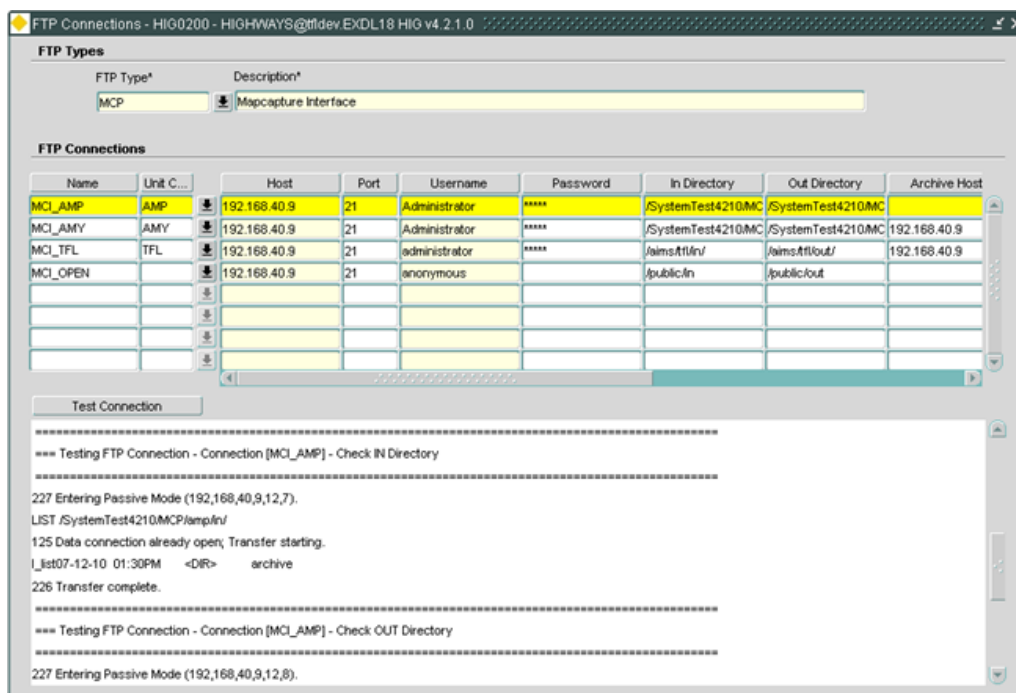 FTP Connections - HIG0200 - HIGHWAYS@tfldev.EXDL18 HIG v4.2.1.0
FTP Types
FTP Type* Description*
MCP Mapcapture Interface
FTP Connections
Name Unit C... Host Port Username Password In Directory Out Directory Archive Host
MCI_AMP AMP 192.168.40.9 21 Administrator ***** /SystemTest4210/MC /SystemTest4210/MC
MCI_AMY AMY 192.168.40.9 21 Administrator ***** /SystemTest4210/MC /SystemTest4210/MC 192.168.40.9
MCI_TFL TFL 192.168.40.9 21 administrator ***** /aims/tfl/in/ /aims/tfl/out/ 192.168.40.9
MCI_OPEN 192.168.40.9 21 anonymous /public/in /public/out
Test Connection
================================================================================
=== Testing FTP Connection - Connection [MCI_AMP] - Check IN Directory
================================================================================
227 Entering Passive Mode (192,168,40,9,12,7).
LIST /SystemTest4210/MCP/amp/in/
125 Data connection already open; Transfer starting.
l_list07-12-10 01:30PM <DIR> archive
226 Transfer complete.
================================================================================
=== Testing FTP Connection - Connection [MCI_AMP] - Check OUT Directory
================================================================================
227 Entering Passive Mode (192,168,40,9,12,8).